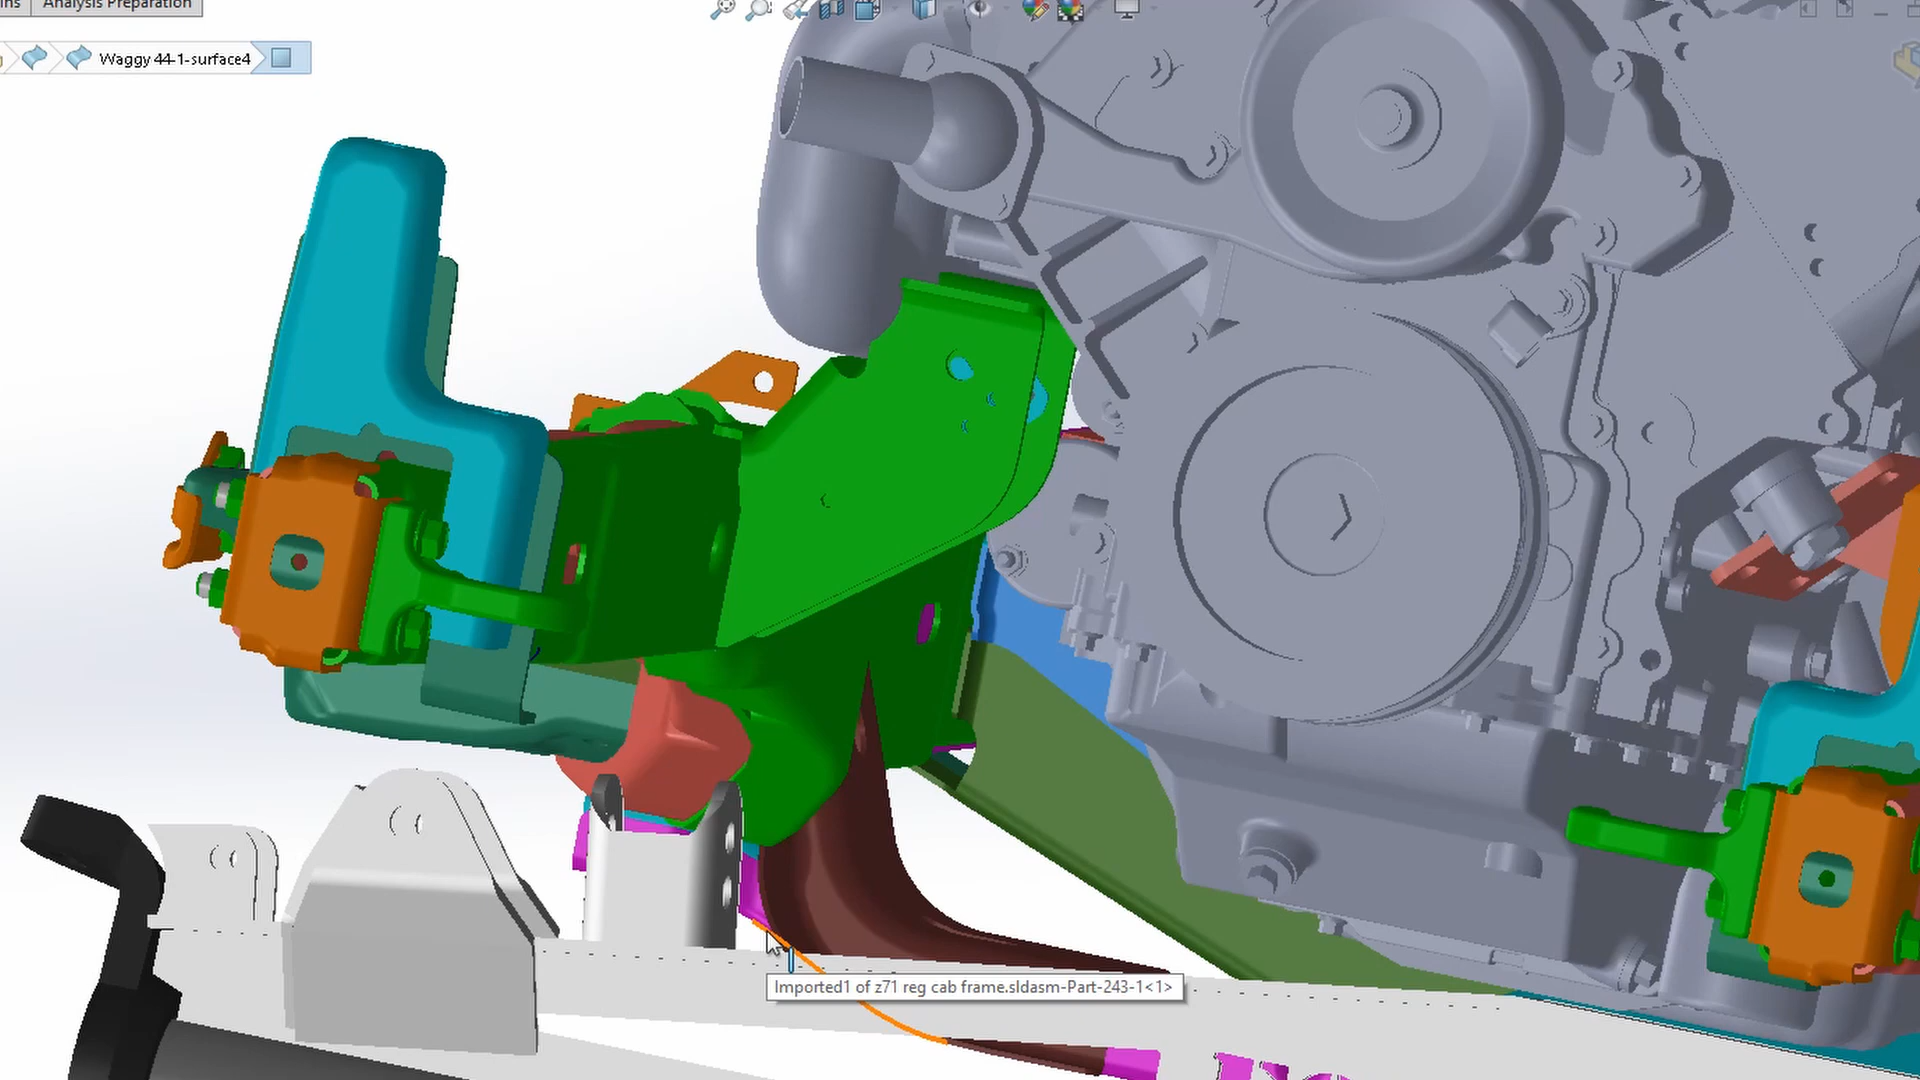 Analysis Preparation
Waggy 44-1-surface4
Imported1 of z71 reg cab frame.sldasm-Part-243-1<1>